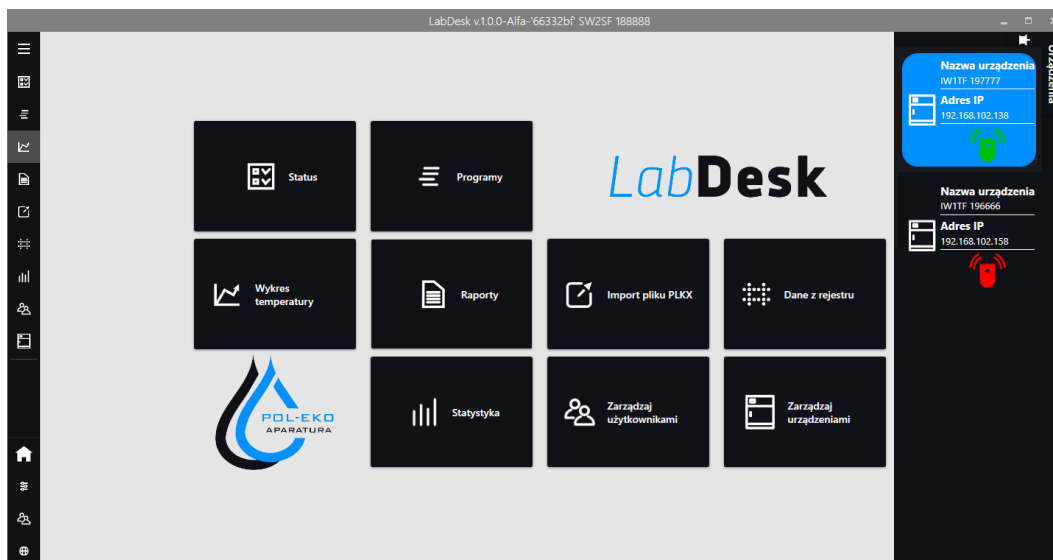 LabDesk v.1.0.0-Alfa-'66332bf' SW2SF 188888
Urządzenia
Nazwa urządzenia
IW1TF 197777
Adres IP
192.168.102.138
Nazwa urządzenia
IW1TF 196666
Adres IP
192.168.102.158
Status
Programy
LabDesk
Wykres
temperatury
Raporty
Import pliku PLKX
Dane z rejestru
POL-EKO
APARATURA
Statystyka
Zarządzaj
użytkownikami
Zarządzaj
urządzeniami